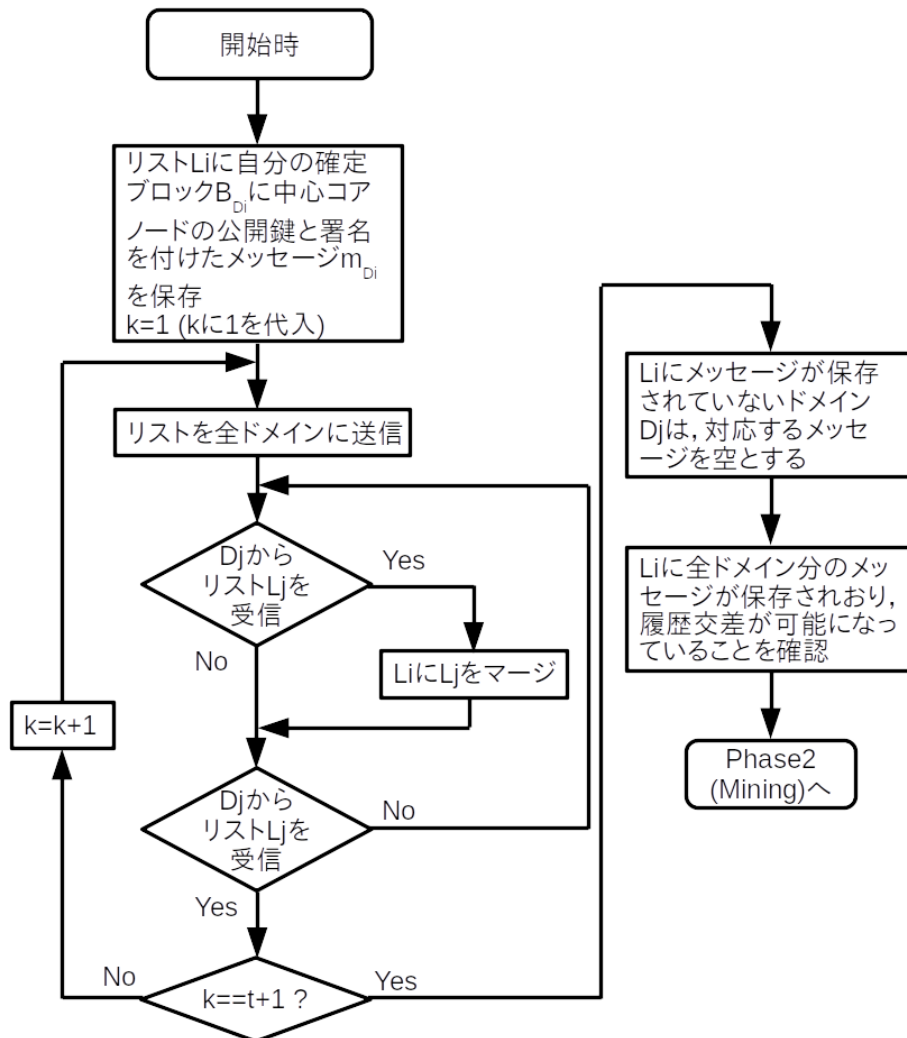 開始時
リストLiに自分の確定
ブロックB_Diに中心コア
ノードの公開鍵と署名
を付けたメッセージm_Di
を保存
k=1 (kに1を代入)
リストを全ドメインに送信
Djから
リストLjを
受信
Yes
No
LiにLjをマージ
k=k+1
Djから
リストLjを
受信
No
Yes
k==t+1 ?
No
Yes
Liにメッセージが保存
されていないドメイン
Djは，対応するメッセ
ージを空とする
Liに全ドメイン分のメッ
セージが保存されおり，
履歴交差が可能になっ
ていることを確認
Phase2
(Mining)へ